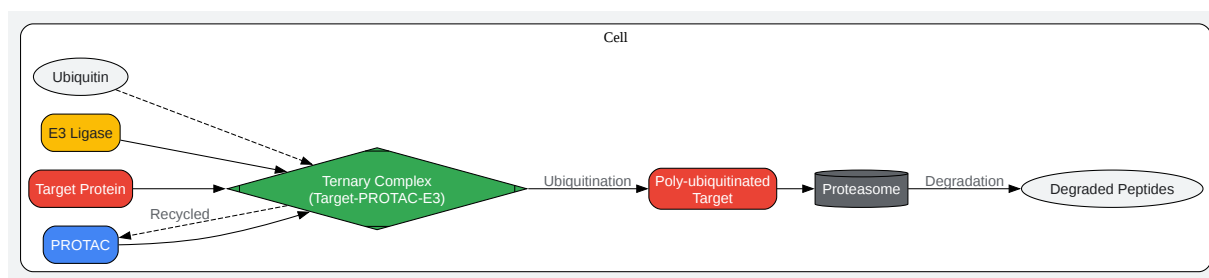 Cell
Ubiquitin
E3 Ligase
Target Protein
Recycled
PROTAC
Ternary Complex
(Target-PROTAC-E3)
Ubiquitination
Poly-ubiquitinated
Target
Proteasome
Degradation
Degraded Peptides